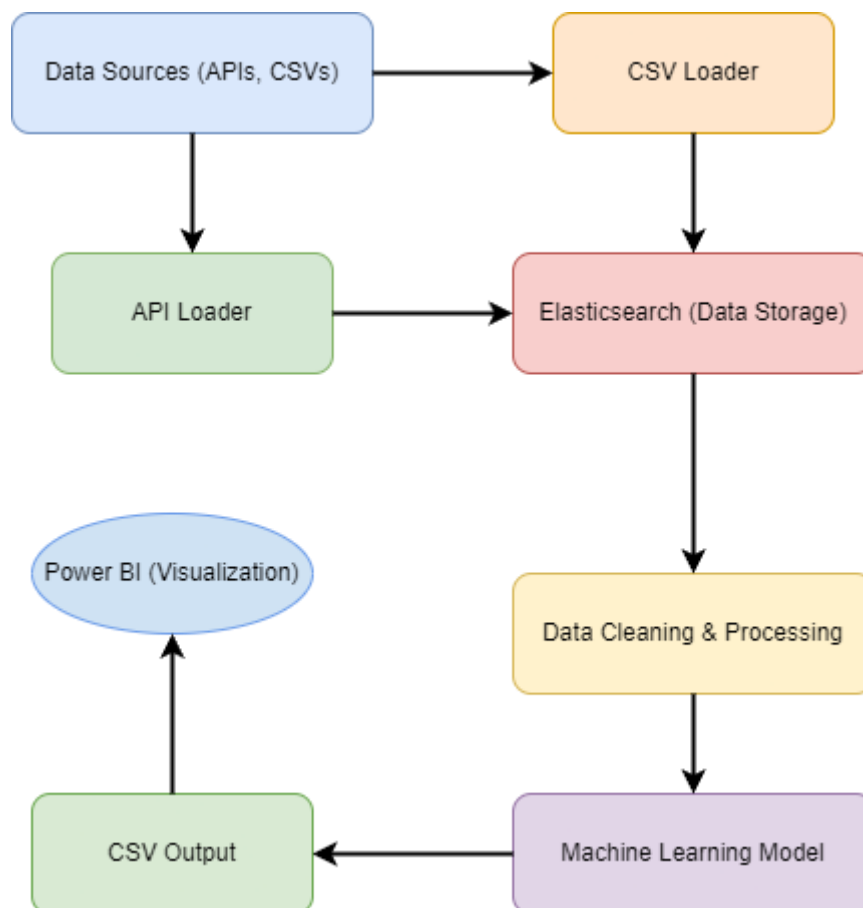 Data Sources (APIs, CSVs)
CSV Loader
API Loader
Elasticsearch (Data Storage)
Power BI (Visualization)
Data Cleaning & Processing
CSV Output
Machine Learning Model